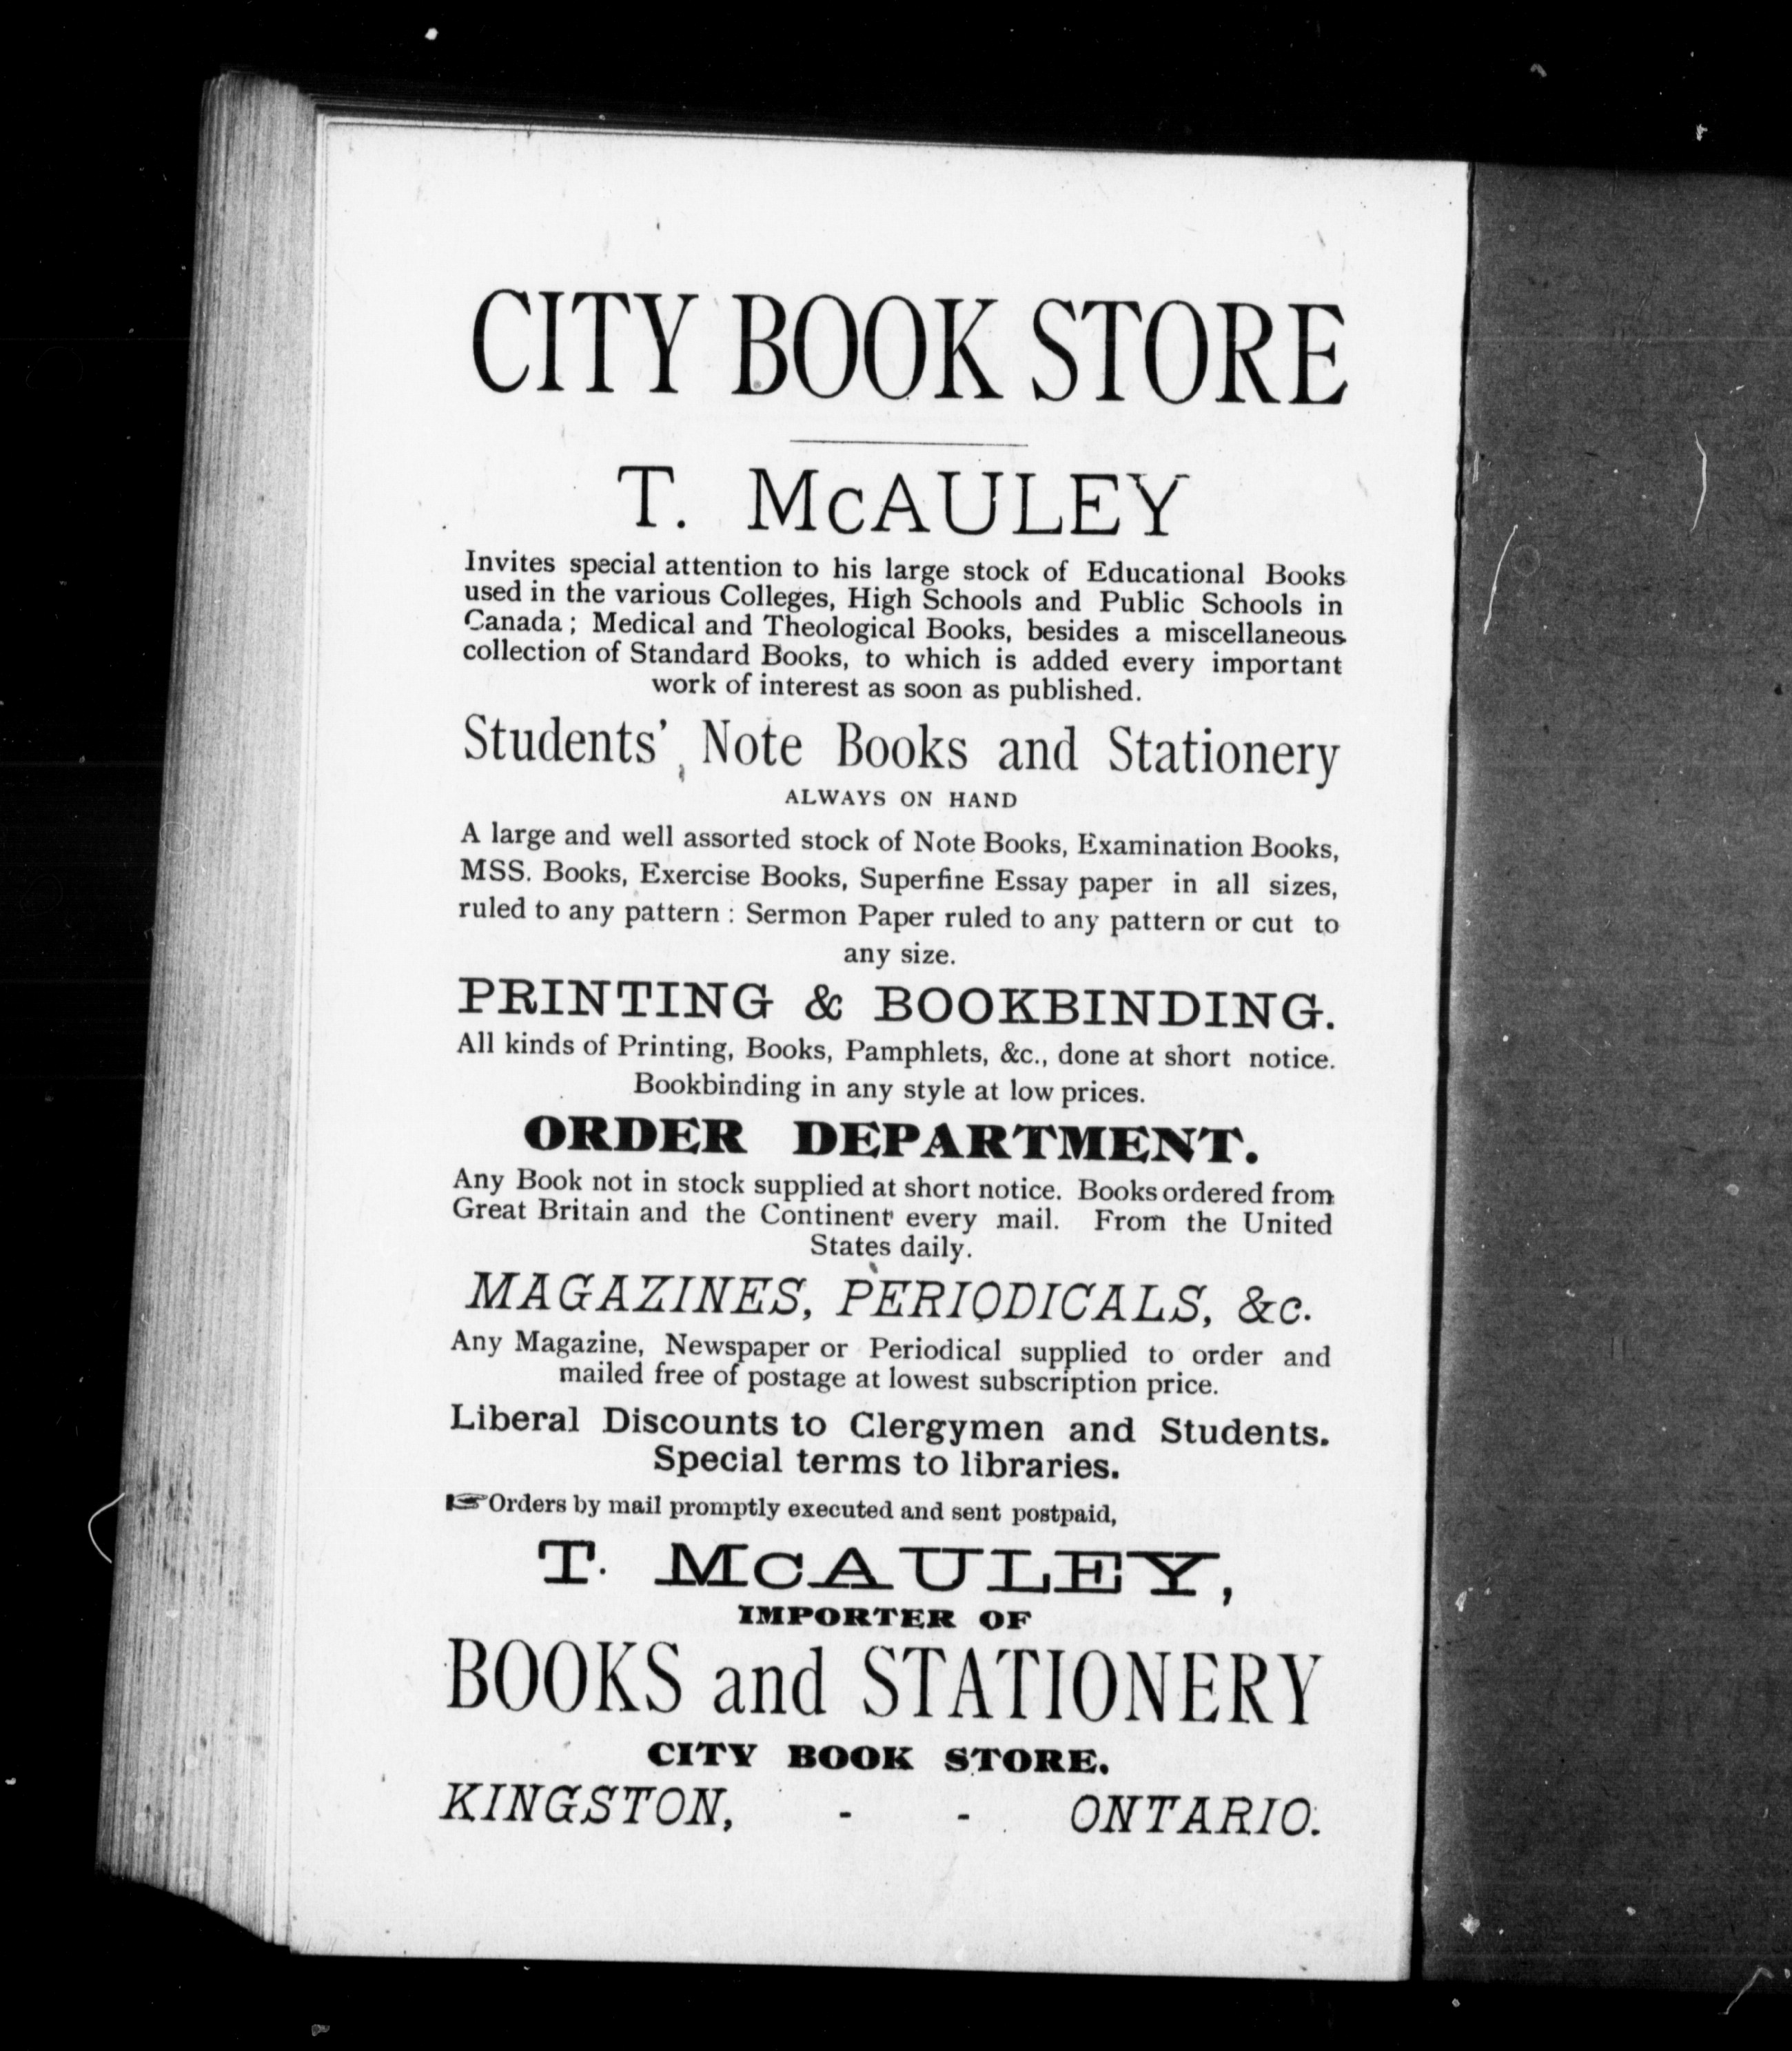 CITY BOOK STORE
T. McAULEY
Invites special attention to his large stock of Educational Books
used in the various Colleges, High Schools and Public Schools in
Canada; Medical and Theological Books, besides a miscellaneous
collection of Standard Books, to which is added every important
work of interest as soon as published.
Students' Note Books and Stationery
ALWAYS ON HAND
A large and well assorted stock of Note Books, Examination Books,
MSS. Books, Exercise Books, Superfine Essay paper in all sizes,
ruled to any pattern : Sermon Paper ruled to any pattern or cut to
any size.
PRINTING & BOOKBINDING.
All kinds of Printing, Books, Pamphlets, &c., done at short notice.
Bookbinding in any style at low prices.
ORDER DEPARTMENT.
Any Book not in stock supplied at short notice. Books ordered from
Great Britain and the Continent every mail. From the United
States daily.
MAGAZINES, PERIODICALS, &c.
Any Magazine, Newspaper or Periodical supplied to order and
mailed free of postage at lowest subscription price.
Liberal Discounts to Clergymen and Students.
Special terms to libraries.
☞Orders by mail promptly executed and sent postpaid,
T. McAULEY,
IMPORTER OF
BOOKS and STATIONERY
CITY BOOK STORE.
KINGSTON, - - ONTARIO.